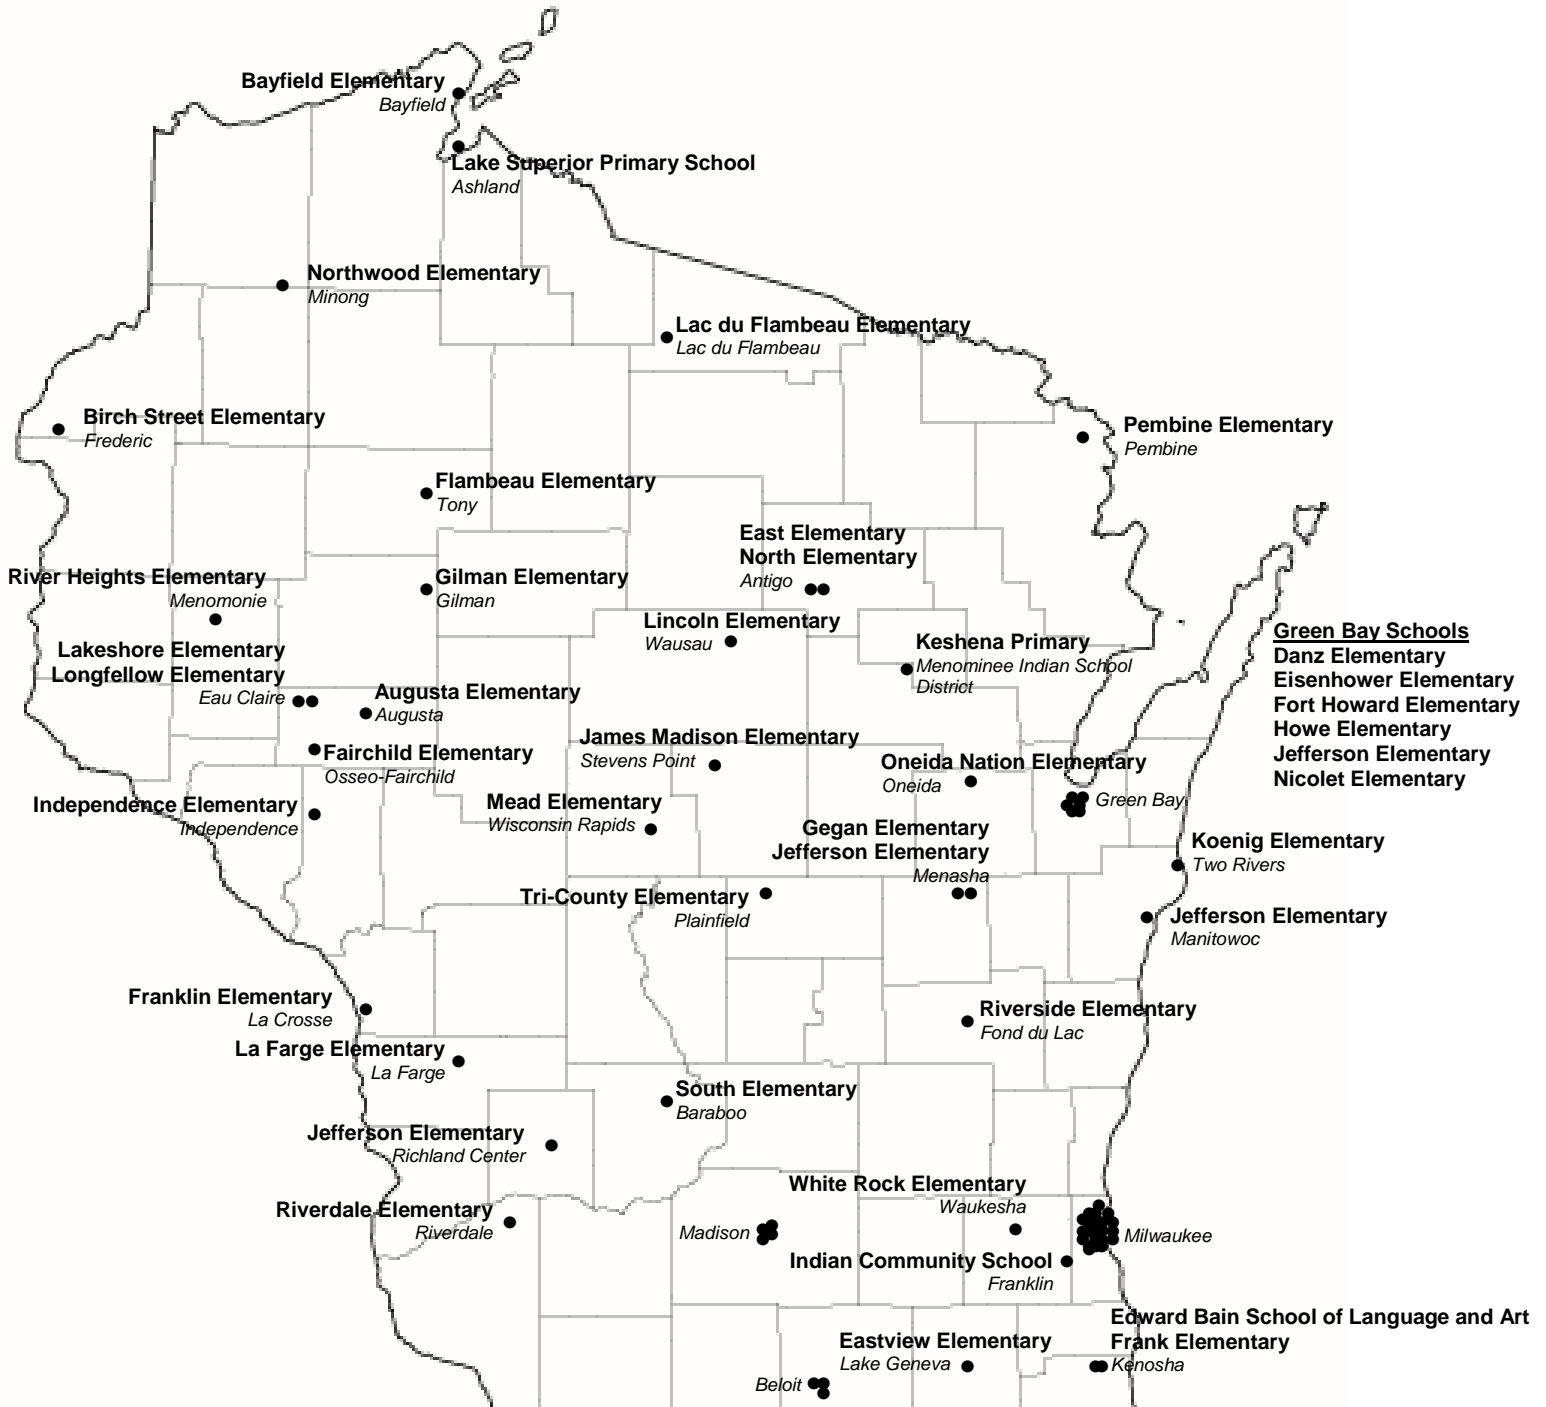 Bayfield Elementary
Bayfield
Lake Superior Primary School
Ashland
Northwood Elementary
Minong
Lac du Flambeau Elementary
Lac du Flambeau
Birch Street Elementary
Frederic
Pembine Elementary
Pembine
Flambeau Elementary
Tony
East Elementary
North Elementary
Antigo
River Heights Elementary
Menomonie
Gilman Elementary
Gilman
Lincoln Elementary
Wausau
Keshena Primary
Menominee Indian School
District
Green Bay Schools
Danz Elementary
Eisenhower Elementary
Fort Howard Elementary
Howe Elementary
Jefferson Elementary
Nicolet Elementary
Lakeshore Elementary
Longfellow Elementary
Eau Claire
Augusta Elementary
Augusta
Fairchild Elementary
Osseo-Fairchild
James Madison Elementary
Stevens Point
Oneida Nation Elementary
Oneida
Green Bay
Independence Elementary
Independence
Mead Elementary
Wisconsin Rapids
Gegan Elementary
Jefferson Elementary
Menasha
Koenig Elementary
Two Rivers
Tri-County Elementary
Plainfield
Jefferson Elementary
Manitowoc
Franklin Elementary
La Crosse
Riverside Elementary
Fond du Lac
La Farge Elementary
La Farge
South Elementary
Baraboo
Jefferson Elementary
Richland Center
White Rock Elementary
Waukesha
Riverdale Elementary
Riverdale
Madison
Milwaukee
Indian Community School
Franklin
Edward Bain School of Language and Art
Frank Elementary
Kenosha
Eastview Elementary
Lake Geneva
Beloit